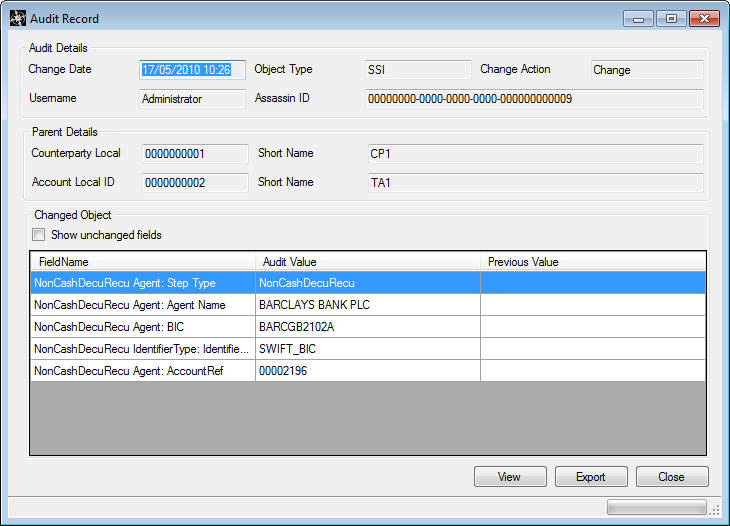 Audit Record
Audit Details
Change Date 17/05/2010 10:26 Object Type SSI Change Action Change
Username Administrator Assassin ID 00000000-0000-0000-0000-000000000009
Parent Details
Counterparty Local 0000000001 Short Name CP1
Account Local ID 0000000002 Short Name TA1
Changed Object
Show unchanged fields
FieldName Audit Value Previous Value
NonCashDecuRecu Agent: Step Type NonCashDecuRecu
NonCashDecuRecu Agent: Agent Name BARCLAYS BANK PLC
NonCashDecuRecu Agent: BIC BARCGB2102A
NonCashDecuRecu IdentifierType: Identifie... SWIFT_BIC
NonCashDecuRecu Agent: AccountRef 00002196
View Export Close